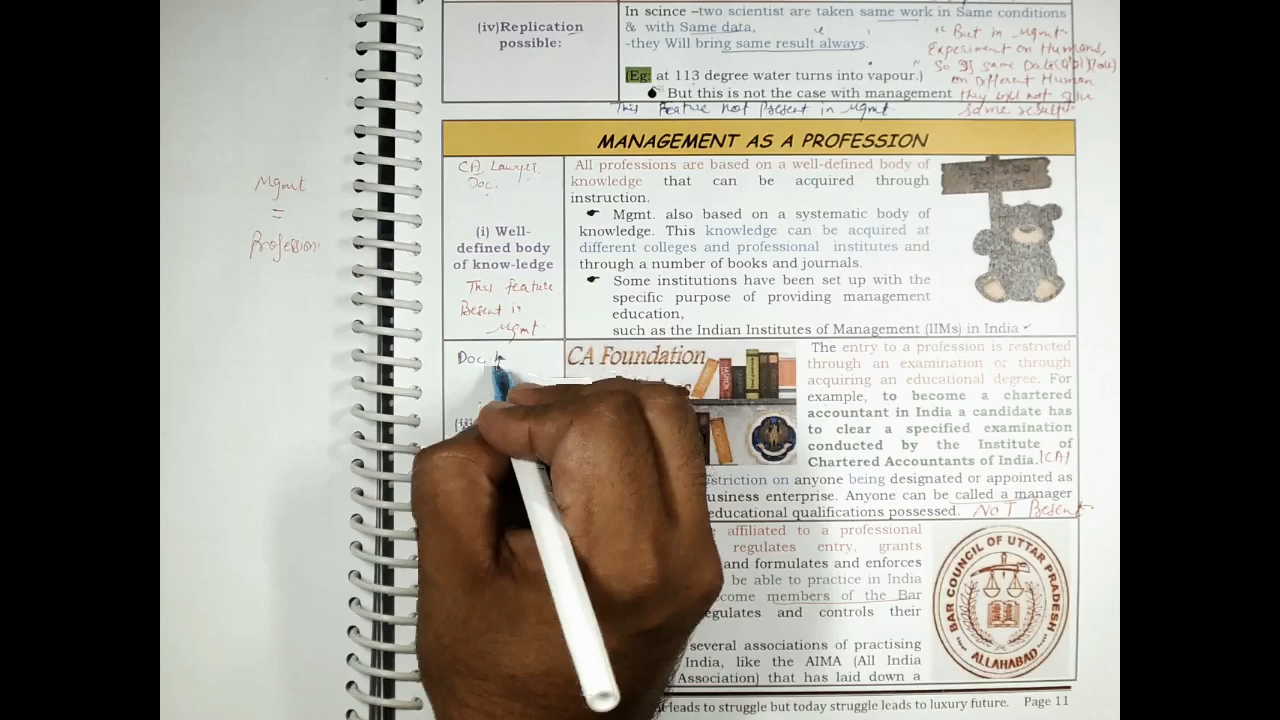 (iv)Replication
possible:
In scince –two scientist are taken same work in Same conditions
& with Same data,
-they Will bring same result always.
(Eg: at 113 degree water turns into vapour.)
But this is not the case with management
" But in Mgmt.
Experiment on Humans,
on Different Human
they will not give
same result.
This Feature not Present in Mgmt.
MANAGEMENT AS A PROFESSION
Mgmt
=
Profession
CA, Lawyer
Doc.
(i) Well-
defined body
of know-ledge
This feature
Present in
Mgmt.
All professions are based on a well-defined body of
knowledge that can be acquired through
instruction.
Mgmt. also based on a systematic body of
knowledge. This knowledge can be acquired at
different colleges and professional institutes and
through a number of books and journals.
Some institutions have been set up with the
specific purpose of providing management
education,
such as the Indian Institutes of Management (IIMs) in India
Doc.
CA Foundation
The entry to a profession is restricted
through an examination or through
acquiring an educational degree. For
example, to become a chartered
accountant in India a candidate has
to clear a specified examination
conducted by the Institute of
Chartered Accountants of India. ICAI
restriction on anyone being designated or appointed as
business enterprise. Anyone can be called a manager
educational qualifications possessed. NOT Present
affiliated to a professional
regulates entry, grants
and formulates and enforces
be able to practice in India
become members of the Bar
regulates and controls their
several associations of practising
India, like the AIMA (All India
Association) that has laid down a
BAR COUNCIL OF UTTAR PRADESH
ALLAHABAD
leads to struggle but today struggle leads to luxury future. Page 11